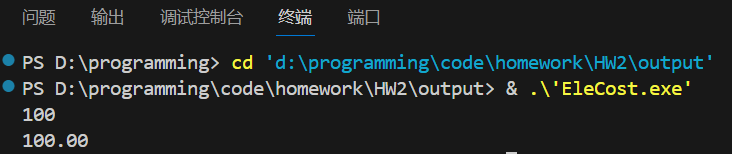 问题 输出 调试控制台 终端 端口
PS D:\programming> cd 'd:\programming\code\homework\HW2\output'
PS D:\programming\code\homework\HW2\output> & .\'EleCost.exe'
100
100.00